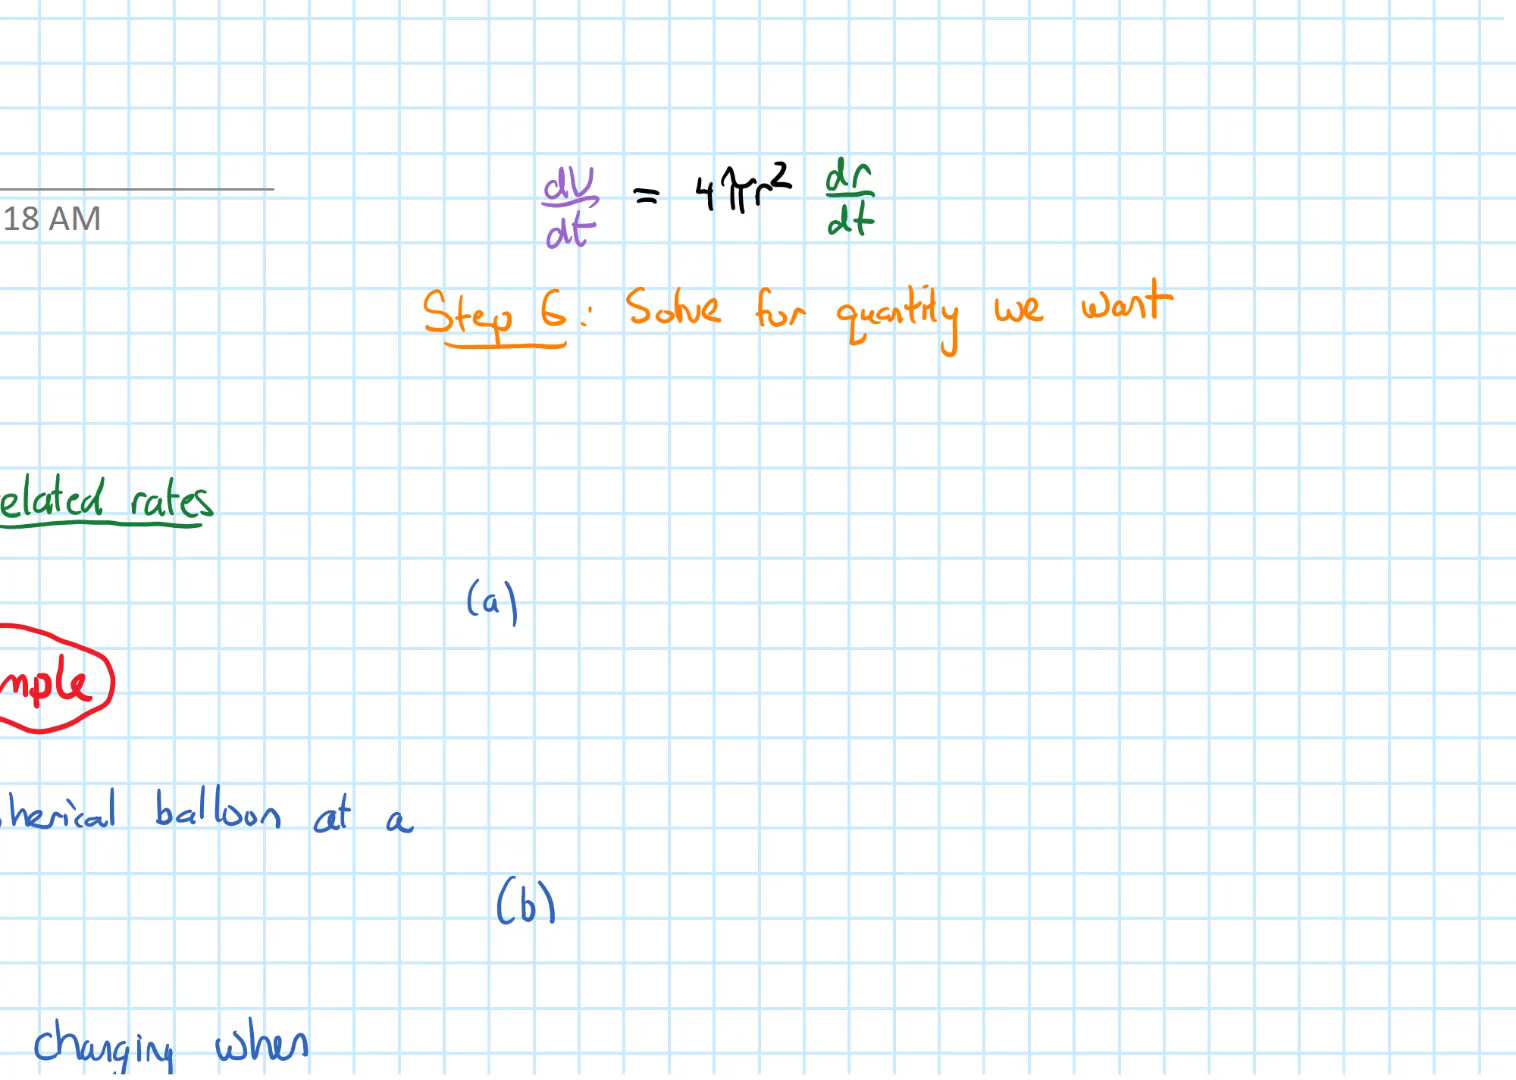 dV/dt = 4πr² dr/dt
18 AM
Step 6: Solve for quantity we want
elated rates
(a)
mple
herical balloon at a
(b)
changing when